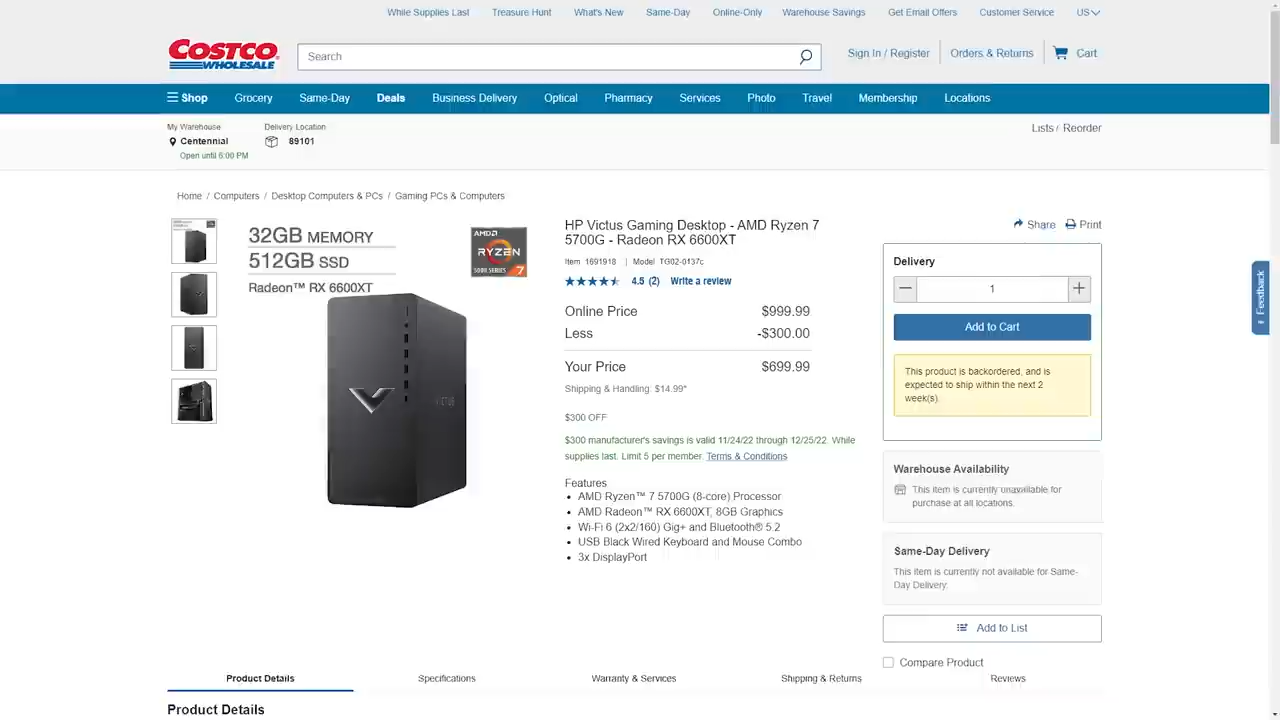 While Supplies Last Treasure Hunt What's New Same-Day Online-Only Warehouse Savings Get Email Offers Customer Service US
COSTCO WHOLESALE
Search
Sign In / Register Orders & Returns Cart
Shop Grocery Same-Day Deals Business Delivery Optical Pharmacy Services Photo Travel Membership Locations
My Warehouse
Centennial
Open until 6:00 PM
Delivery Location
89101
Lists / Reorder
Home / Computers / Desktop Computers & PCs / Gaming PCs & Computers
32GB MEMORY
512GB SSD
Radeon™ RX 6600XT
AMD
RYZEN
5000 SERIES 7
HP Victus Gaming Desktop - AMD Ryzen 7
5700G - Radeon RX 6600XT
Item 1691918 | Model TG02-0137c
4.5 (2) Write a review
Online Price $999.99
Less -$300.00
Your Price $699.99
Shipping & Handling: $14.99*
$300 OFF
$300 manufacturer's savings is valid 11/24/22 through 12/25/22. While
supplies last. Limit 5 per member. Terms & Conditions
Features
AMD Ryzen™ 7 5700G (8-core) Processor
AMD Radeon™ RX 6600XT, 8GB Graphics
Wi-Fi 6 (2x2/160) Gig+ and Bluetooth® 5.2
USB Black Wired Keyboard and Mouse Combo
3x DisplayPort
Share Print
Delivery
1
Add to Cart
This product is backordered, and is
expected to ship within the next 2
week(s).
Warehouse Availability
This item is currently unavailable for
purchase at all locations.
Same-Day Delivery
This item is currently not available for Same-
Day Delivery.
Add to List
Compare Product
Feedback
Product Details Specifications Warranty & Services Shipping & Returns Reviews
Product Details